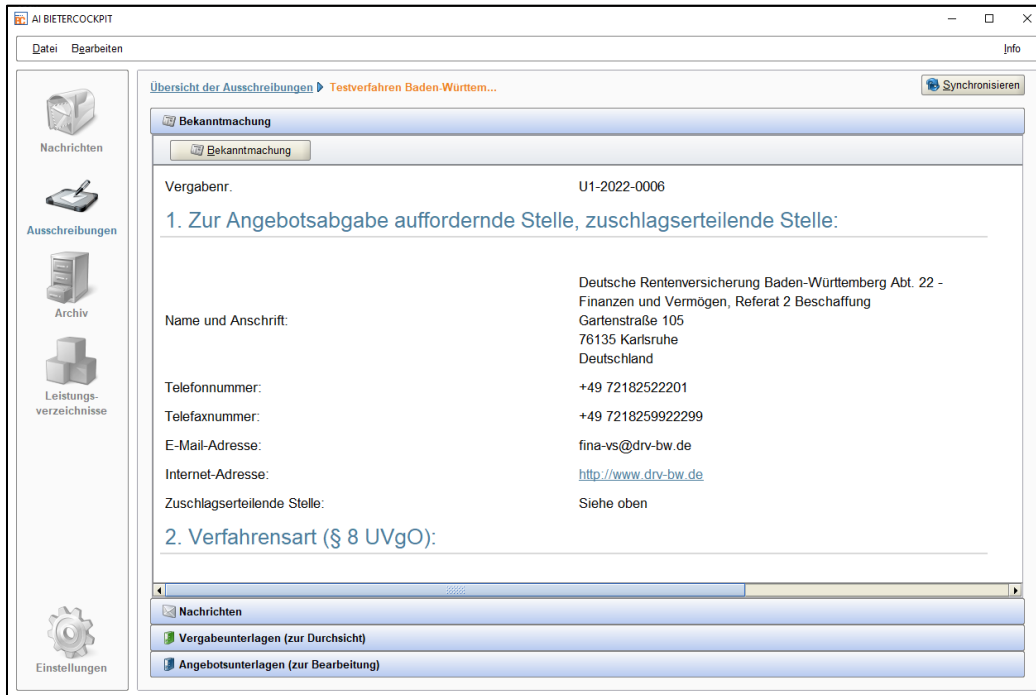 AI BIETERCOCKPIT
Datei Bearbeiten Info
Übersicht der Ausschreibungen Testverfahren Baden-Württem...
Synchronisieren
Nachrichten
Ausschreibungen
Archiv
Leistungs-
verzeichnisse
Einstellungen
Bekanntmachung
Bekanntmachung
Vergabenr. U1-2022-0006
1. Zur Angebotsabgabe auffordernde Stelle, zuschlagserteilende Stelle:
Name und Anschrift:
Deutsche Rentenversicherung Baden-Württemberg Abt. 22 -
Finanzen und Vermögen, Referat 2 Beschaffung
Gartenstraße 105
76135 Karlsruhe
Deutschland
Telefonnummer: +49 72182522201
Telefaxnummer: +49 7218259922299
E-Mail-Adresse: fina-vs@drv-bw.de
Internet-Adresse: http://www.drv-bw.de
Zuschlagserteilende Stelle: Siehe oben
2. Verfahrensart (§ 8 UVgO):
Nachrichten
Vergabeunterlagen (zur Durchsicht)
Angebotsunterlagen (zur Bearbeitung)